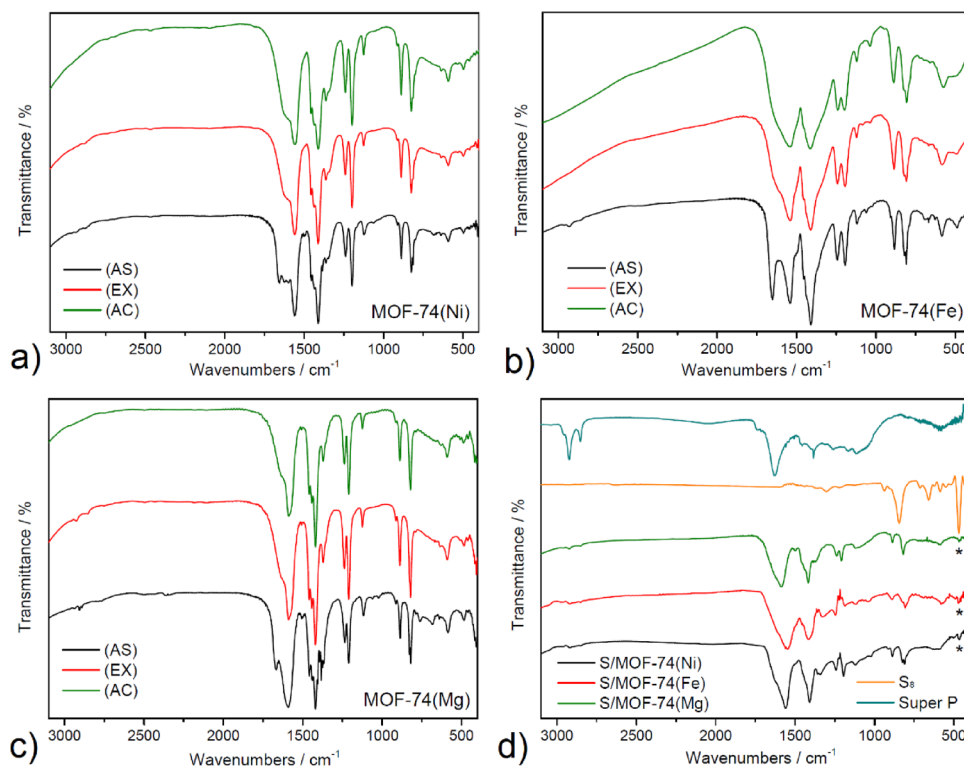 a)
Transmittance / %
(AS)
(EX)
(AC)
MOF-74(Ni)
3000 2500 2000 1500 1000 500
Wavenumbers / cm⁻¹
b)
Transmittance / %
(AS)
(EX)
(AC)
MOF-74(Fe)
3000 2500 2000 1500 1000 500
Wavenumbers / cm⁻¹
c)
Transmittance / %
(AS)
(EX)
(AC)
MOF-74(Mg)
3000 2500 2000 1500 1000 500
Wavenumbers / cm⁻¹
d)
Transmittance / %
*
*
*
S/MOF-74(Ni)
S/MOF-74(Fe)
S/MOF-74(Mg)
S₈
Super P
3000 2500 2000 1500 1000 500
Wavenumbers / cm⁻¹